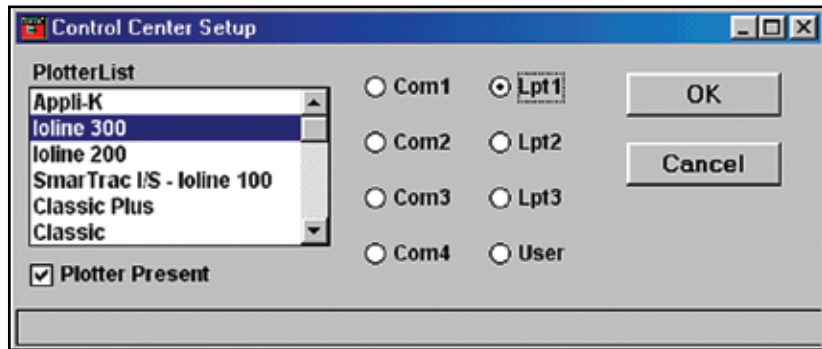 Control Center Setup
PlotterList
Appli-K
Ioline 300
Ioline 200
SmarTrac I/S - Ioline 100
Classic Plus
Classic
Plotter Present
Com1
Lpt1
Com2
Lpt2
Com3
Lpt3
Com4
User
OK
Cancel